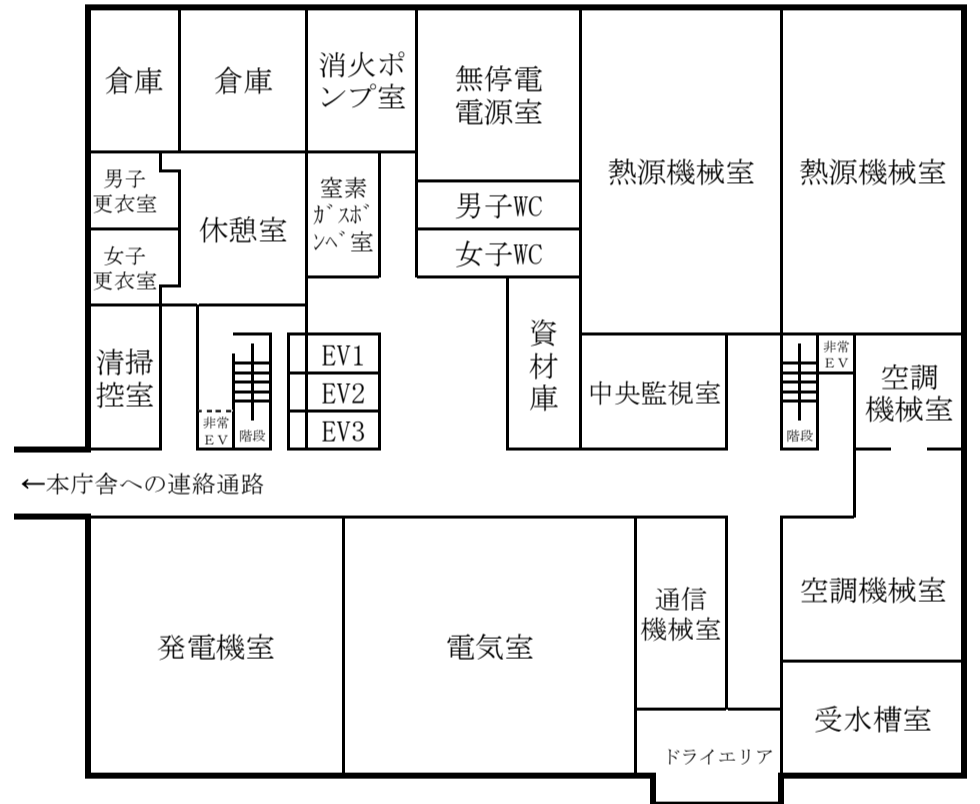 倉庫
倉庫
消火ポ
ンプ室
無停電
電源室
熱源機械室
熱源機械室
男子
更衣室
休憩室
窒素
ガスボ
ンベ室
男子WC
女子WC
女子
更衣室
清掃
控室
非常
EV
階段
EV1
EV2
EV3
資
材
庫
中央監視室
階段
非常
EV
空調
機械室
←本庁舎への連絡通路
発電機室
電気室
通信
機械室
空調機械室
受水槽室
ドライエリア